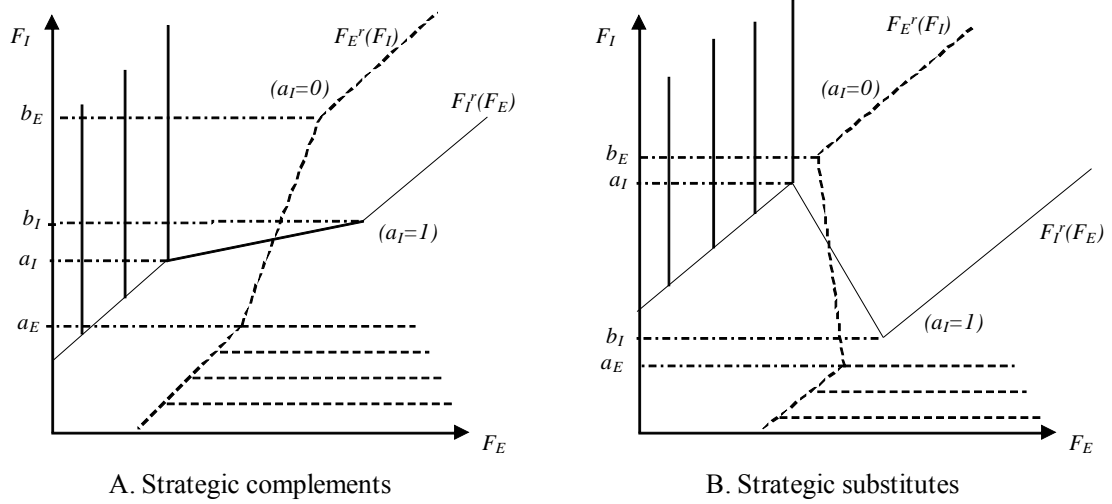 F_I
F_E^r(F_I)
(a_I=0)
F_I^r(F_E)
b_E
b_I
(a_I=1)
a_I
a_E
F_E
A. Strategic complements
F_I
F_E^r(F_I)
(a_I=0)
b_E
a_I
F_I^r(F_E)
b_I
(a_I=1)
a_E
F_E
B. Strategic substitutes